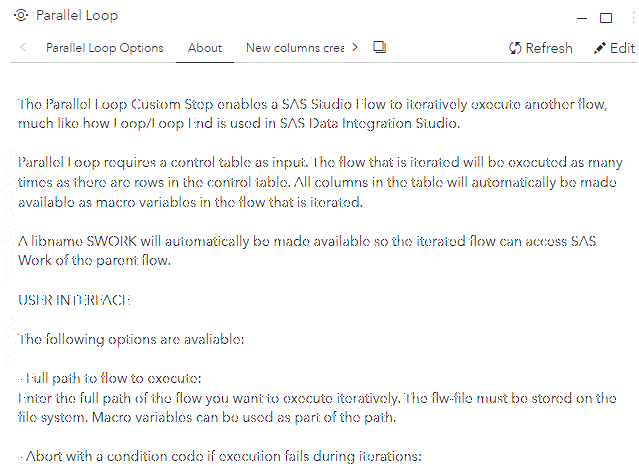 Parallel Loop
Parallel Loop Options About New columns crea Refresh Edit
The Parallel Loop Custom Step enables a SAS Studio Flow to iteratively execute another flow,
much like how Loop/Loop End is used in SAS Data Integration Studio.
Parallel Loop requires a control table as input. The flow that is iterated will be executed as many
times as there are rows in the control table. All columns in the table will automatically be made
available as macro variables in the flow that is iterated.
A libname SWORK will automatically be made available so the iterated flow can access SAS
Work of the parent flow.
USER INTERFACE
The following options are avaliable:
- Full path to flow to execute:
Enter the full path of the flow you want to execute iteratively. The flw-file must be stored on the
file system. Macro variables can be used as part of the path.
- Abort with a condition code if execution fails during iterations: